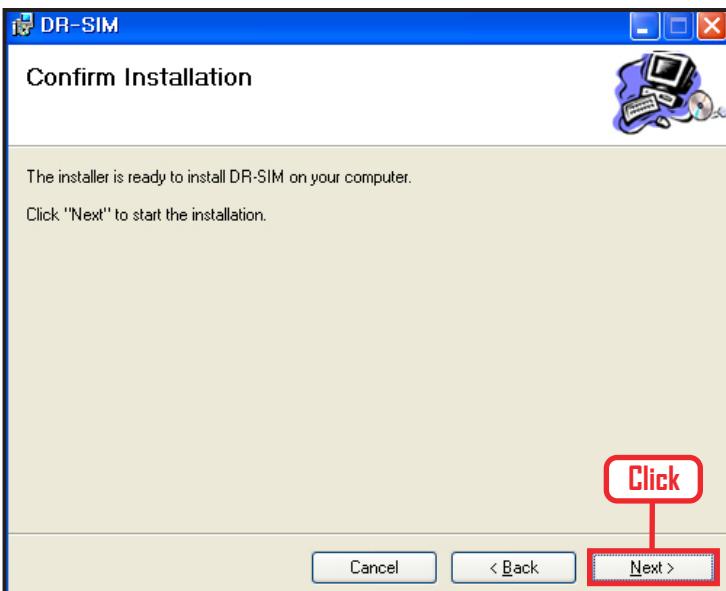 DR-SIM
Confirm Installation
The installer is ready to install DR-SIM on your computer.
Click "Next" to start the installation.
Click
Cancel < Back Next >